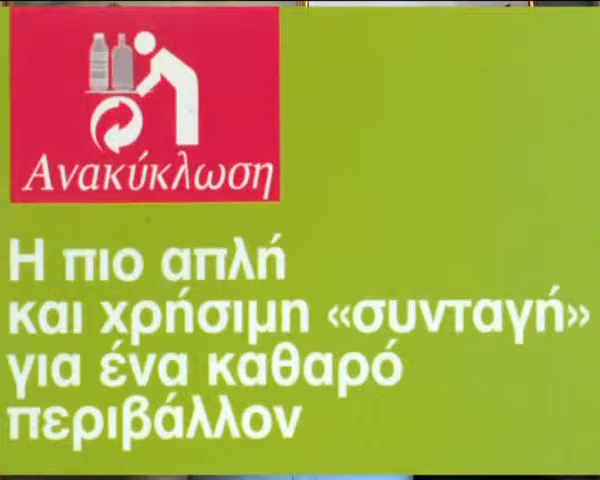 Ανακύκλωση
Η πιο απλή
και χρήσιμη «συνταγή»
για ένα καθαρό
περιβάλλον